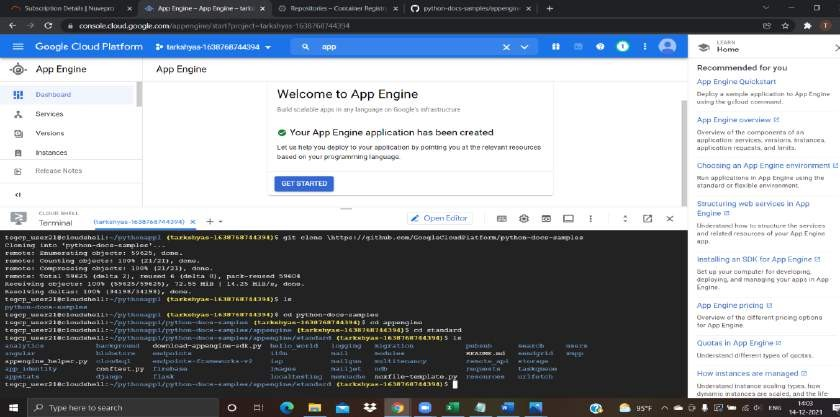 Subscription Details | Nuvepro
App Engine – App Engine – tarks
Repositories – Container Registr
python-docs-samples/appengin
console.cloud.google.com/appengine/start?project=tarkshyas-1638768744394
Google Cloud Platform
tarkshyas-1638768744394
app
1
T
LEARN
Home
App Engine
App Engine
Dashboard
Services
Versions
Instances
Release Notes
Welcome to App Engine
Build scalable apps in any language on Google's infrastructure
Your App Engine application has been created
Let us help you deploy to your application by pointing you at the relevant resources
based on your programming language.
GET STARTED
Recommended for you
App Engine Quickstart
Deploy a sample application to App Engine
using the gcloud command.
App Engine overview
Overview of the components of an
application: services, versions, instances,
application requests, and limits.
Choosing an App Engine environment
Run applications in App Engine using the
standard or flexible environment.
Structuring web services in App
Engine
Understand how to structure the services
and related resources of your App Engine
app.
Installing an SDK for App Engine
Set up your computer for developing,
deploying, and managing your apps in App
Engine.
App Engine pricing
Overview of the different pricing options
for App Engine.
Quotas in App Engine
Understand different types of quotas.
How instances are managed
Understand instance scaling types, how
CLOUD SHELL
Terminal
(tarkshyas-1638768744394)
Open Editor
tsgcp_user21@cloudshell:~/pythonapp1 (tarkshyas-1638768744394)$ git clone \https://github.com/GoogleCloudPlatform/python-docs-samples
Cloning into 'python-docs-samples'...
remote: Enumerating objects: 59625, done.
remote: Counting objects: 100% (21/21), done.
remote: Compressing objects: 100% (21/21), done.
remote: Total 59625 (delta 2), reused 6 (delta 0), pack-reused 59604
Receiving objects: 100% (59625/59625), 72.55 MiB | 14.25 MiB/s, done.
Resolving deltas: 100% (34198/34198), done.
tsgcp_user21@cloudshell:~/pythonapp1 (tarkshyas-1638768744394)$ ls
python-docs-samples
tsgcp_user21@cloudshell:~/pythonapp1 (tarkshyas-1638768744394)$ cd python-docs-samples
tsgcp_user21@cloudshell:~/pythonapp1/python-docs-samples (tarkshyas-1638768744394)$ cd appengine
tsgcp_user21@cloudshell:~/pythonapp1/python-docs-samples/appengine (tarkshyas-1638768744394)$ cd standard
tsgcp_user21@cloudshell:~/pythonapp1/python-docs-samples/appengine/standard (tarkshyas-1638768744394)$ ls
analytics background download-appengine-sdk.py hello_world logging migration pubsub search users
angular blobstore endpoints i18n mail modules README.md sendgrid xmpp
appengine_helper.py cloudsql endpoints-frameworks-v2 iap mailgun multitenancy remote_api storage
app_identity conftest.py firebase images mailjet ndb requests taskqueue
appstats django flask localtesting memcache noxfile-template.py resources urlfetch
tsgcp_user21@cloudshell:~/pythonapp1/python-docs-samples/appengine/standard (tarkshyas-1638768744394)$
Type here to search
95°F
14:03
14-12-2021